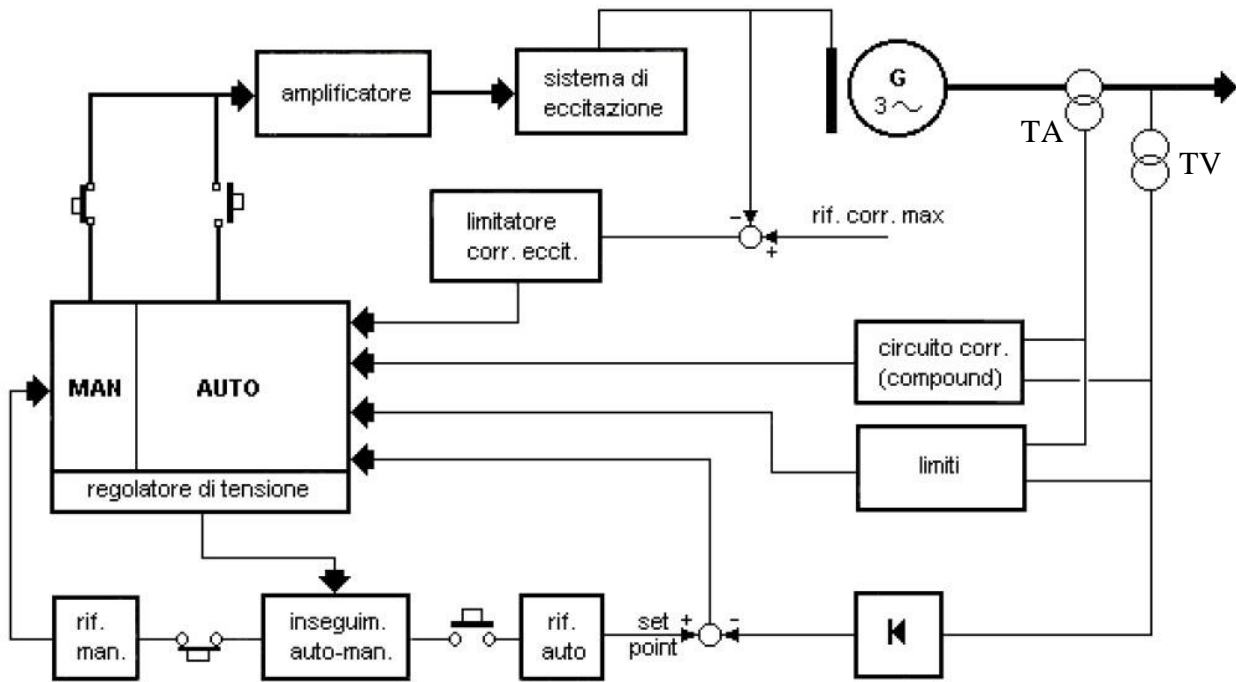 amplificatore
sistema di
eccitazione
G
3 ~
TA
TV
limitatore
corr. eccit.
−
+
rif. corr. max
MAN
AUTO
regolatore di tensione
circuito corr.
(compound)
limiti
rif.
man.
inseguim.
auto-man.
rif.
auto
set
point
+
-